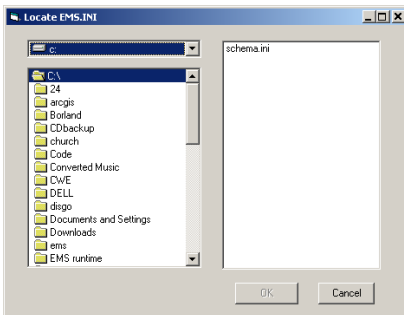 Locate EMS.INI
c:
schema.ini
C:\
24
arcgis
Borland
CDbackup
church
Code
Converted Music
CWE
DELL
disgo
Documents and Settings
Downloads
ems
EMS runtime
OK
Cancel